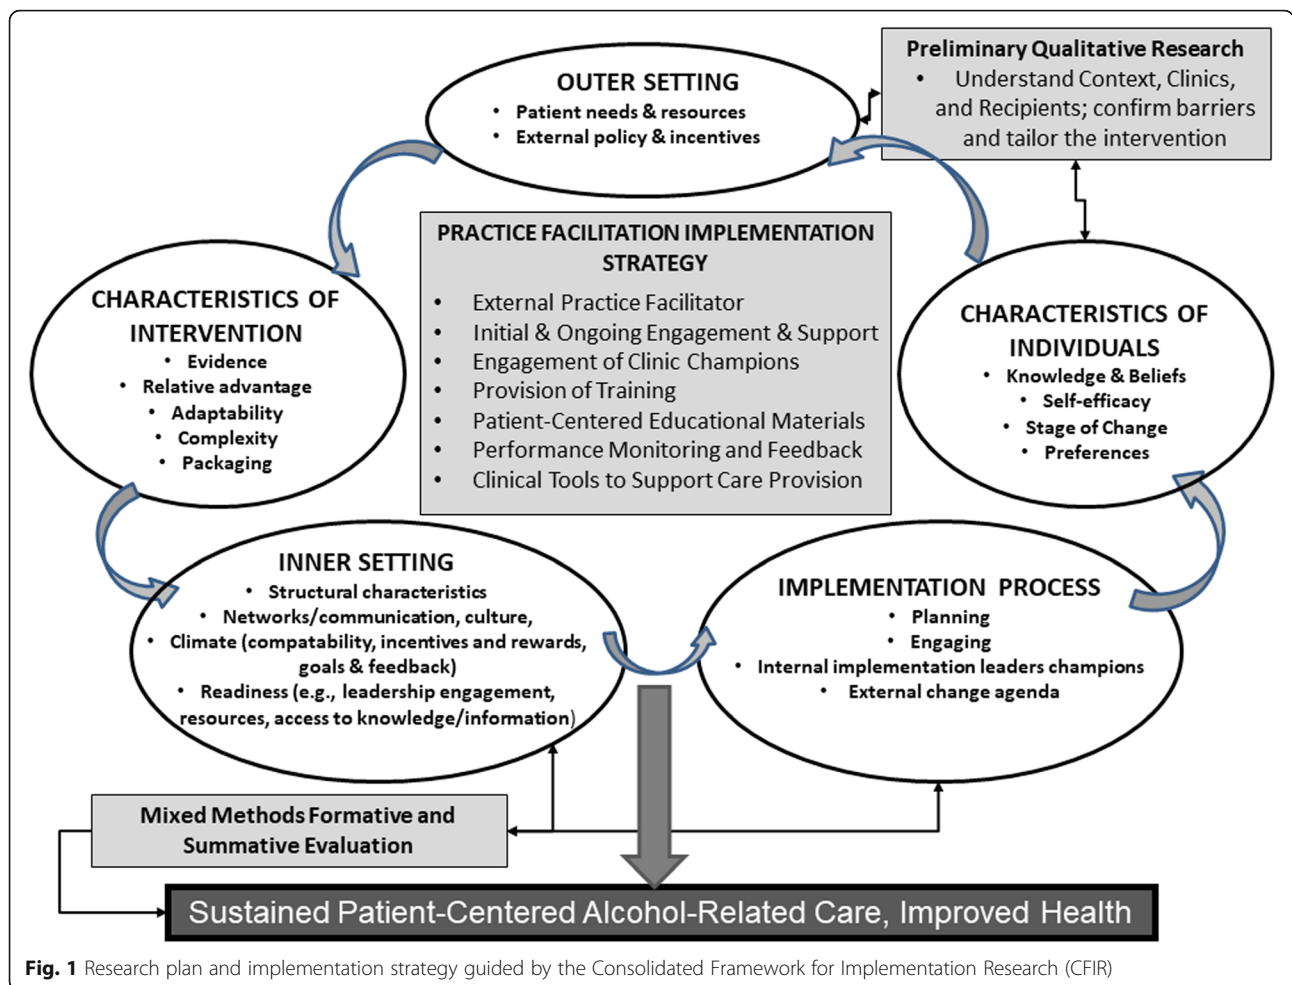 OUTER SETTING
• Patient needs & resources
• External policy & incentives
Preliminary Qualitative Research
• Understand Context, Clinics,
and Recipients; confirm barriers
and tailor the intervention
PRACTICE FACILITATION IMPLEMENTATION
STRATEGY
• External Practice Facilitator
• Initial & Ongoing Engagement & Support
• Engagement of Clinic Champions
• Provision of Training
• Patient-Centered Educational Materials
• Performance Monitoring and Feedback
• Clinical Tools to Support Care Provision
CHARACTERISTICS OF
INTERVENTION
• Evidence
• Relative advantage
• Adaptability
• Complexity
• Packaging
CHARACTERISTICS OF
INDIVIDUALS
• Knowledge & Beliefs
• Self-efficacy
• Stage of Change
• Preferences
INNER SETTING
• Structural characteristics
• Networks/communication, culture,
• Climate (compatability, incentives and rewards,
goals & feedback)
• Readiness (e.g., leadership engagement,
resources, access to knowledge/information)
IMPLEMENTATION PROCESS
• Planning
• Engaging
• Internal implementation leaders champions
• External change agenda
Mixed Methods Formative and
Summative Evaluation
Sustained Patient-Centered Alcohol-Related Care, Improved Health
Fig. 1 Research plan and implementation strategy guided by the Consolidated Framework for Implementation Research (CFIR)